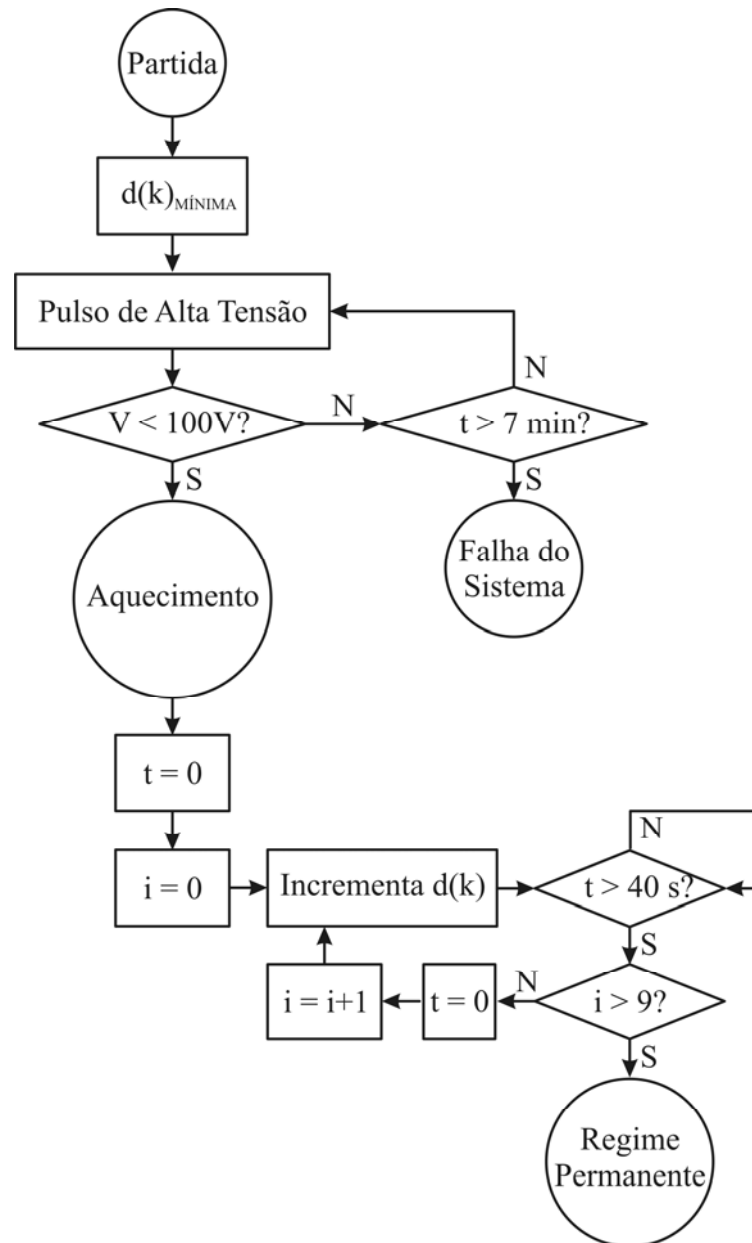 Partida
d(k)MÍNIMA
Pulso de Alta Tensão
N
V < 100V?
N
t > 7 min?
S
S
Aquecimento
Falha do
Sistema
t = 0
N
i = 0
Incrementa d(k)
t > 40 s?
S
i = i+1
t = 0
N
i > 9?
S
Regime
Permanente